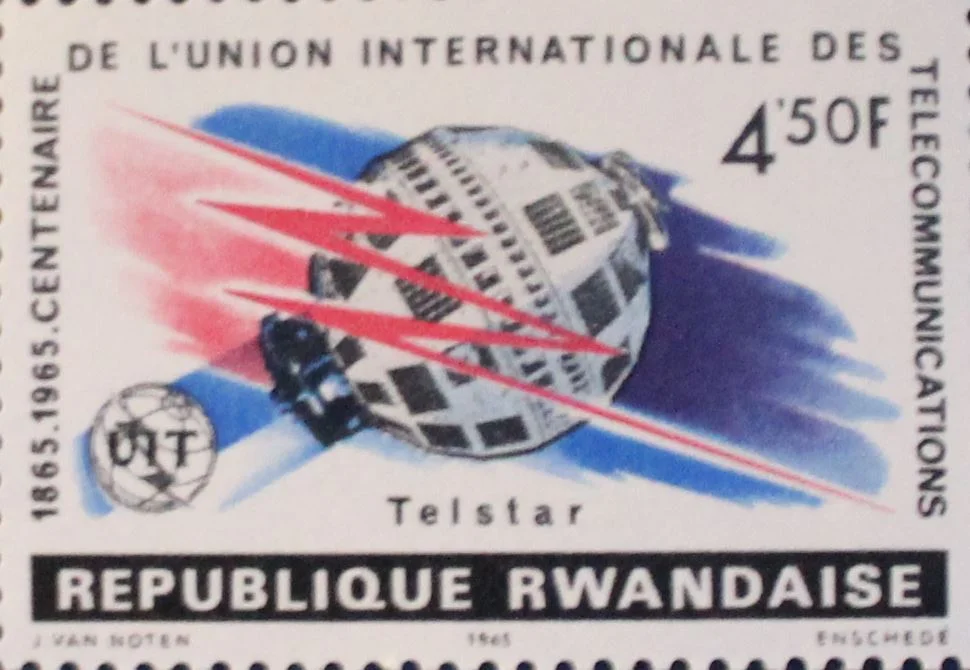 1865.1965.CENTENAIRE
DE L'UNION INTERNATIONALE DES
TELECOMMUNICATIONS
4'50F
UIT
Telstar
REPUBLIQUE RWANDAISE
J. VAN NOTEN 1965 ENSCHEDÉ